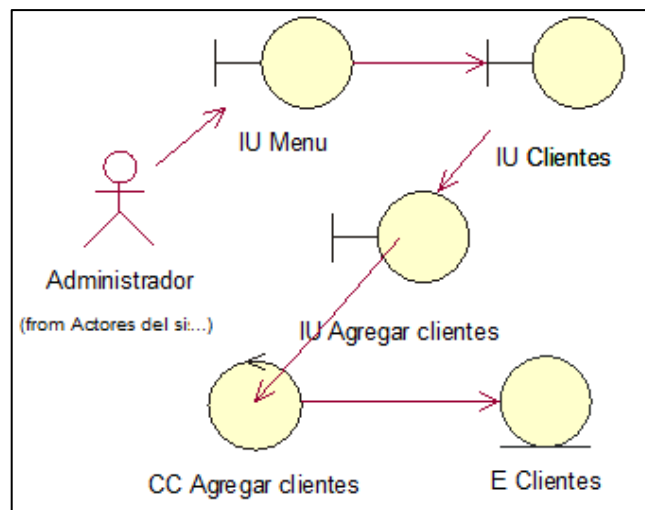 IU Menu
IU Clientes
Administrador
(from Actores del si:...)
IU Agregar clientes
CC Agregar clientes
E Clientes